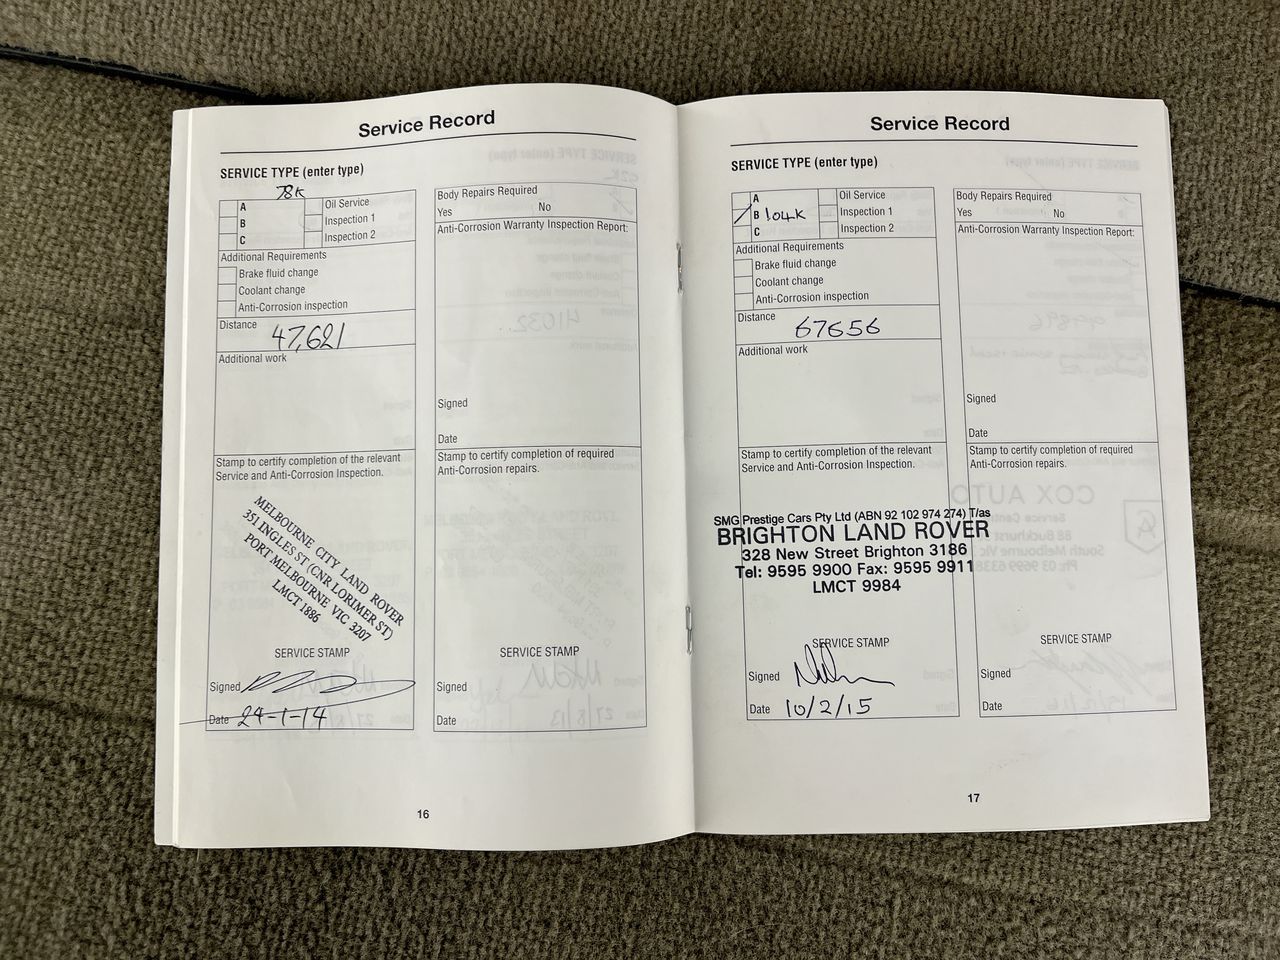 Service Record
SERVICE TYPE (enter type)
78K
A
B
C
Oil Service
Inspection 1
Inspection 2
Additional Requirements
Brake fluid change
Coolant change
Anti-Corrosion inspection
Distance
47,621
Additional work
Stamp to certify completion of the relevant
Service and Anti-Corrosion Inspection.
MELBOURNE CITY LAND ROVER
351 INGLES ST (CNR LORIMER ST)
PORT MELBOURNE VIC 3207
LMCT 1886
SERVICE STAMP
Signed
Date 24-1-14
Body Repairs Required
Yes No
Anti-Corrosion Warranty Inspection Report:
Signed
Date
Stamp to certify completion of required
Anti-Corrosion repairs.
SERVICE STAMP
Signed
Date
16
Service Record
SERVICE TYPE (enter type)
A
B 104K
C
Oil Service
Inspection 1
Inspection 2
Additional Requirements
Brake fluid change
Coolant change
Anti-Corrosion inspection
Distance
67656
Additional work
Stamp to certify completion of the relevant
Service and Anti-Corrosion Inspection.
SMG Prestige Cars Pty Ltd (ABN 92 102 974 274) T/as
BRIGHTON LAND ROVER
328 New Street Brighton 3186
Tel: 9595 9900 Fax: 9595 9911
LMCT 9984
SERVICE STAMP
Signed
Date 10/2/15
Body Repairs Required
Yes No
Anti-Corrosion Warranty Inspection Report:
Signed
Date
Stamp to certify completion of required
Anti-Corrosion repairs.
SERVICE STAMP
Signed
Date
17